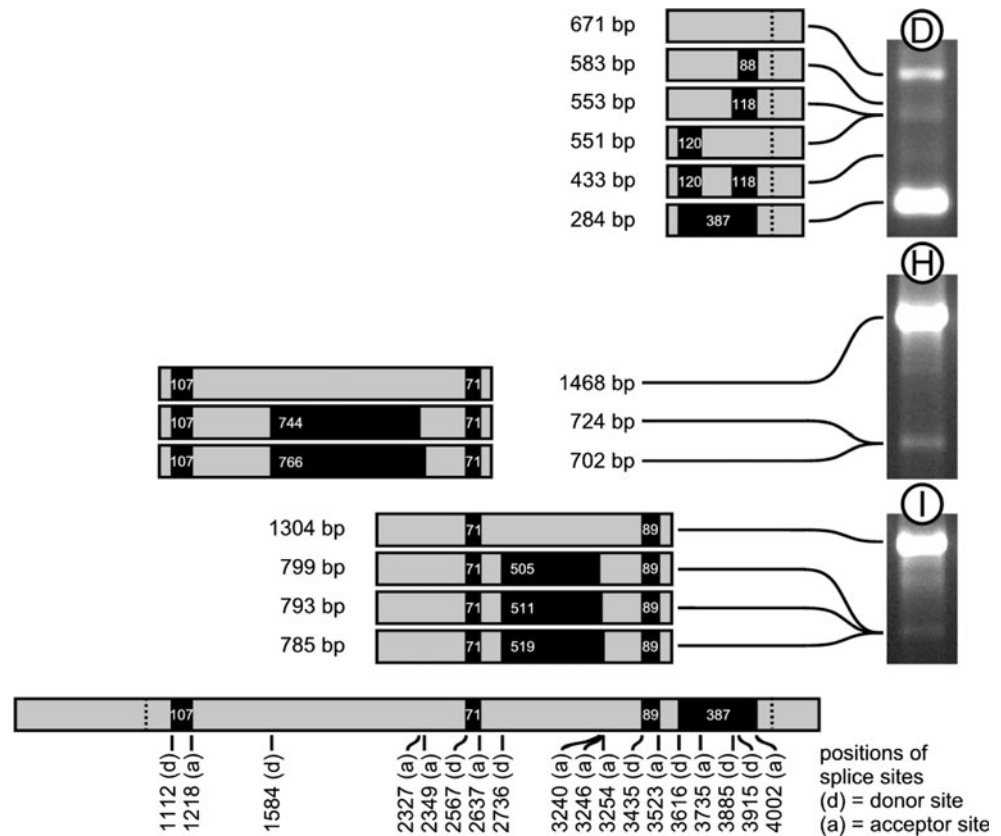 D
671 bp
583 bp
88
553 bp
118
551 bp
120
433 bp
120 118
284 bp
387
H
107 71
1468 bp
107 744 71
724 bp
107 766 71
702 bp
I
1304 bp
71 89
799 bp
71 505 89
793 bp
71 511 89
785 bp
71 519 89
107 71 89 387
1112 (d)
1218 (a)
1584 (d)
2327 (a)
2349 (a)
2567 (d)
2637 (a)
2736 (d)
3240 (a)
3246 (a)
3254 (a)
3435 (d)
3523 (a)
3616 (d)
3735 (a)
3885 (d)
3915 (d)
4002 (a)
positions of
splice sites
(d) = donor site
(a) = acceptor site